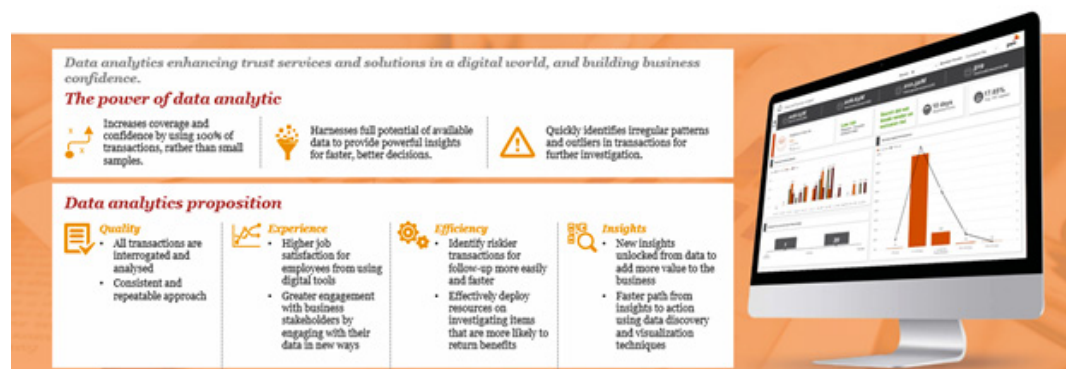 Data analytics enhancing trust services and solutions in a digital world, and building business
confidence.
The power of data analytic
Increases coverage and
confidence by using 100% of
transactions, rather than small
samples.
Harnesses full potential of available
data to provide powerful insights
for faster, better decisions.
Quickly identifies irregular patterns
and outliers in transactions for
further investigation.
Data analytics proposition
Quality
• All transactions are
interrogated and
analysed
• Consistent and
repeatable approach
Experience
• Higher job
satisfaction for
employees from using
digital tools
• Greater engagement
with business
stakeholders by
engaging with their
data in new ways
Efficiency
• Identify riskier
transactions for
follow-up more easily
and faster
• Effectively deploy
resources on
investigating items
that are more likely to
return benefits
Insights
• New insights
unlocked from data to
add more value to the
business
• Faster path from
insights to action
using data discovery
and visualization
techniques
pwc
10 days
17.65%